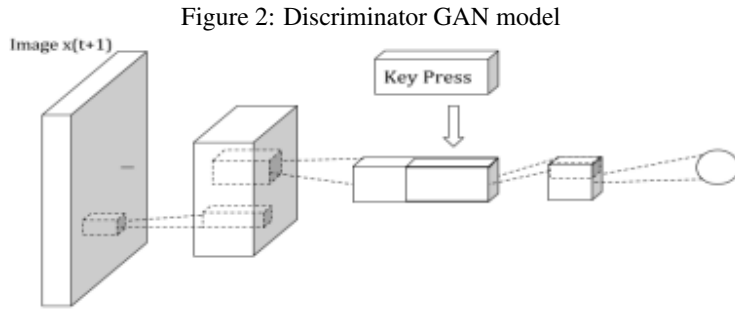 Figure 2: Discriminator GAN model
Image x(t+1)
Key Press